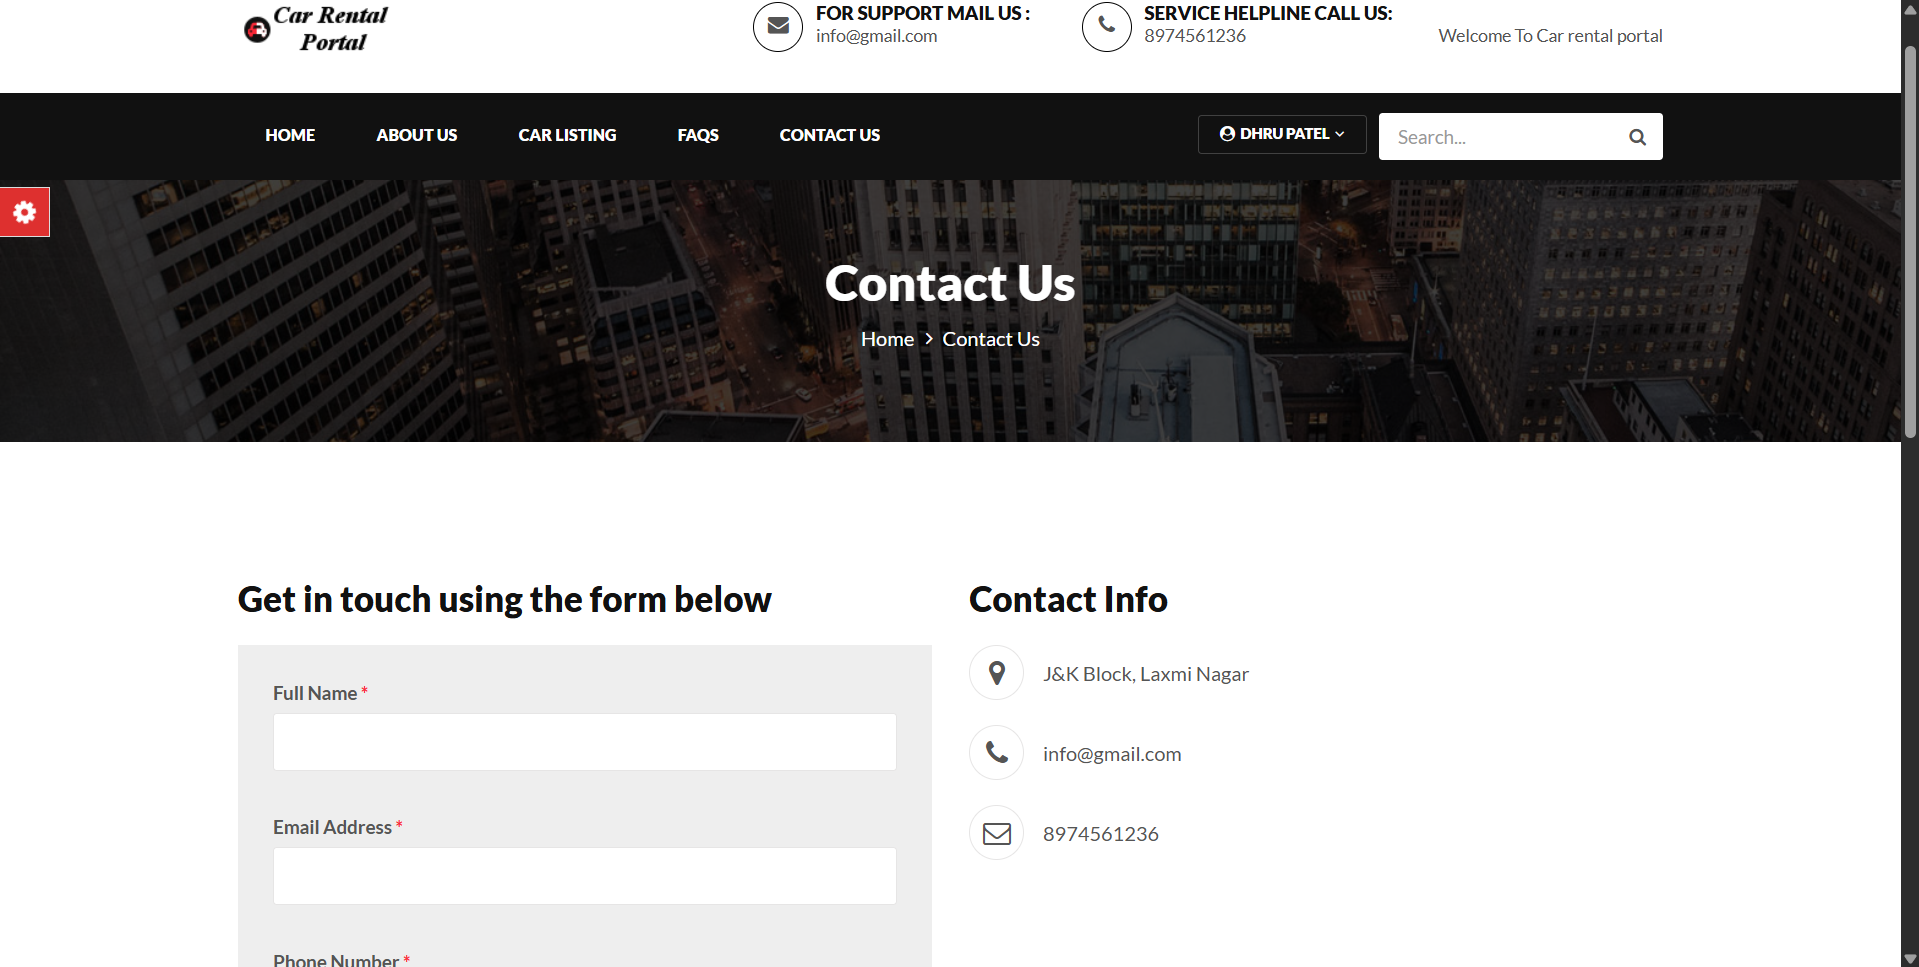 Car Rental
Portal
FOR SUPPORT MAIL US :
info@gmail.com
SERVICE HELPLINE CALL US:
8974561236
Welcome To Car rental portal
HOME
ABOUT US
CAR LISTING
FAQS
CONTACT US
DHRU PATEL
Search...
Contact Us
Home > Contact Us
Get in touch using the form below
Full Name *
Email Address *
Phone Number *
Contact Info
J&K Block, Laxmi Nagar
info@gmail.com
8974561236